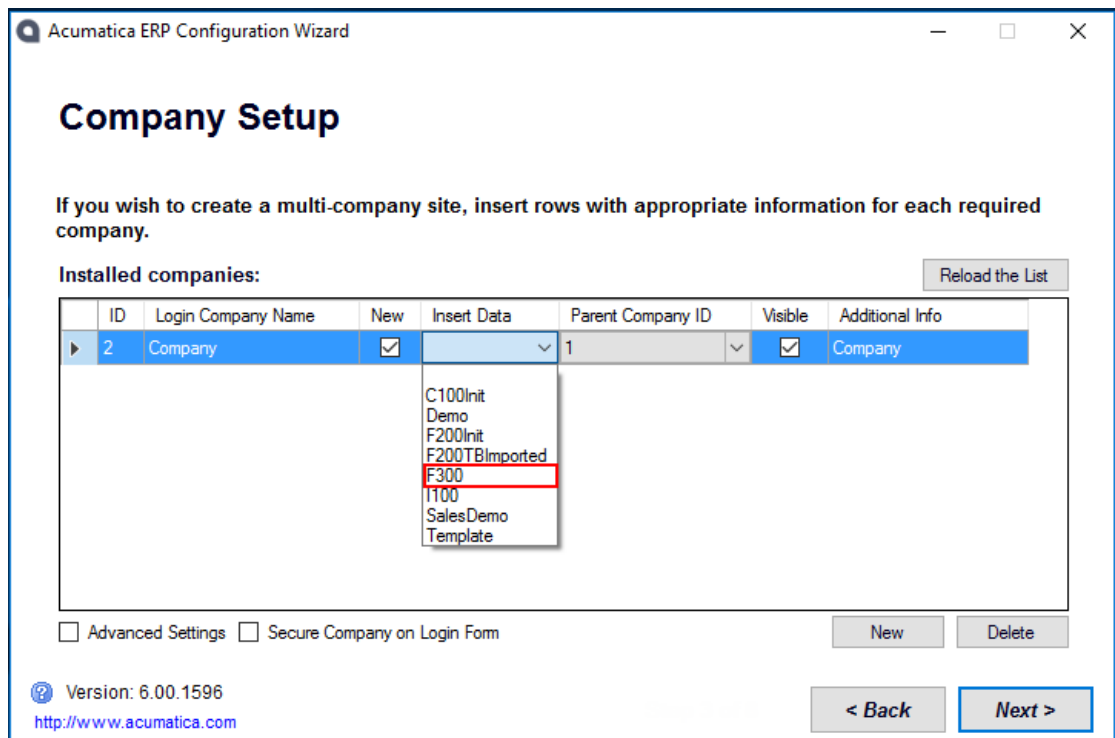 Acumatica ERP Configuration Wizard
Company Setup
If you wish to create a multi-company site, insert rows with appropriate information for each required
company.
Installed companies:
Reload the List
ID Login Company Name New Insert Data Parent Company ID Visible Additional Info
2 Company 1 Company
C100Init
Demo
F200Init
F200TBImported
F300
I100
SalesDemo
Template
Advanced Settings Secure Company on Login Form New Delete
Version: 6.00.1596
http://www.acumatica.com
< Back Next >